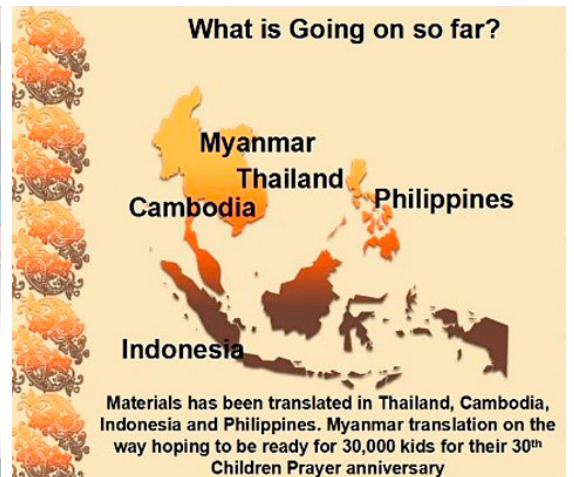 What is Going on so far?
Myanmar
Thailand
Philippines
Cambodia
Indonesia
Materials has been translated in Thailand, Cambodia,
Indonesia and Philippines. Myanmar translation on the
way hoping to be ready for 30,000 kids for their 30th
Children Prayer anniversary